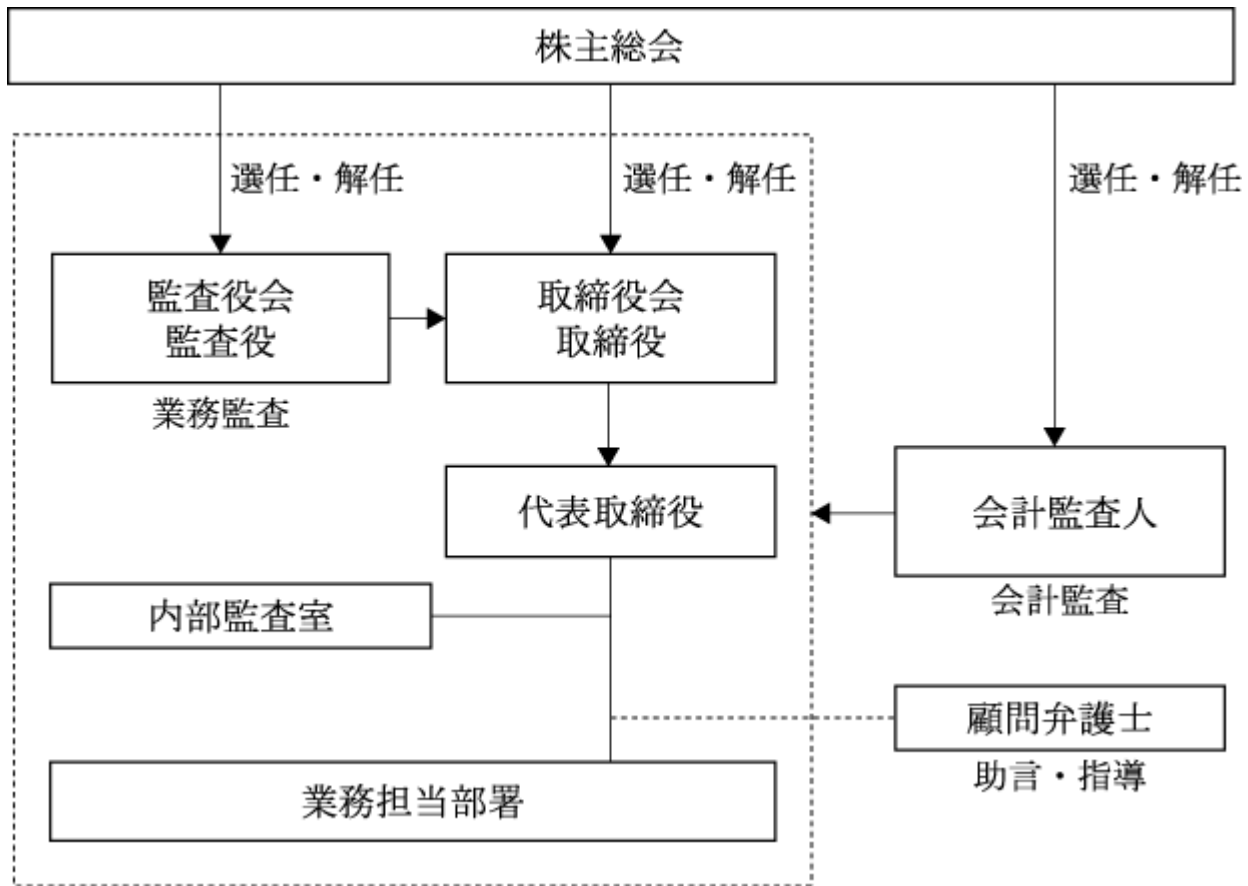 株主総会
選任・解任
選任・解任
選任・解任
監査役会
監査役
取締役会
取締役
業務監査
代表取締役
会計監査人
会計監査
内部監査室
顧問弁護士
助言・指導
業務担当部署